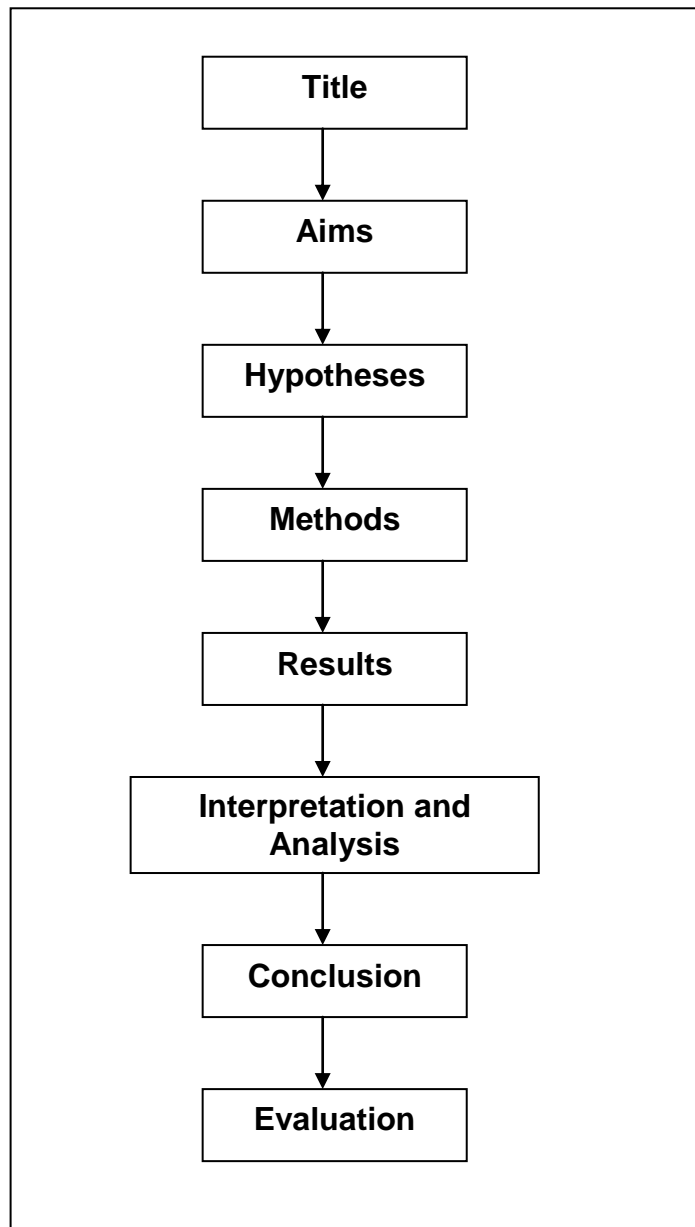 Title
Aims
Hypotheses
Methods
Results
Interpretation and
Analysis
Conclusion
Evaluation